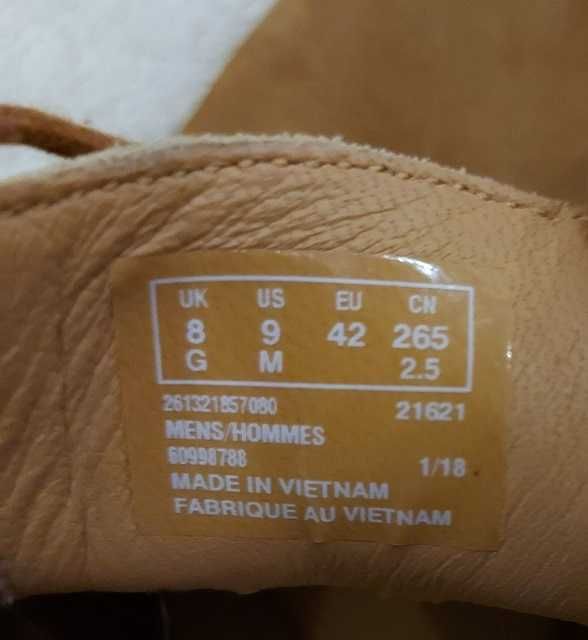 UK US EU CN
8 9 42 265
G M 2.5
261321857080 21621
MENS/HOMMES
60998788 1/18
MADE IN VIETNAM
FABRIQUE AU VIETNAM